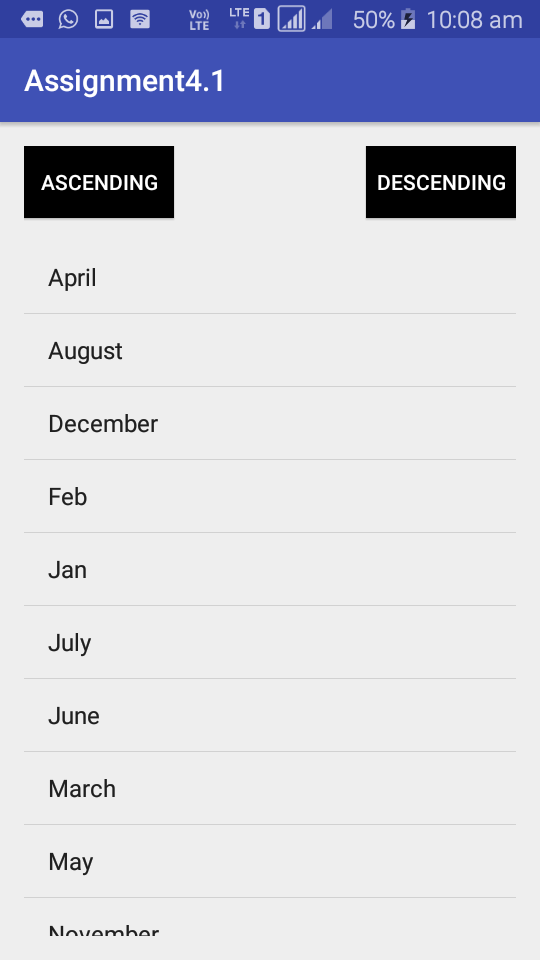 Vo)) LTE LTE 1 50% 10:08 am
Assignment4.1
ASCENDING DESCENDING
April
August
December
Feb
Jan
July
June
March
May
November